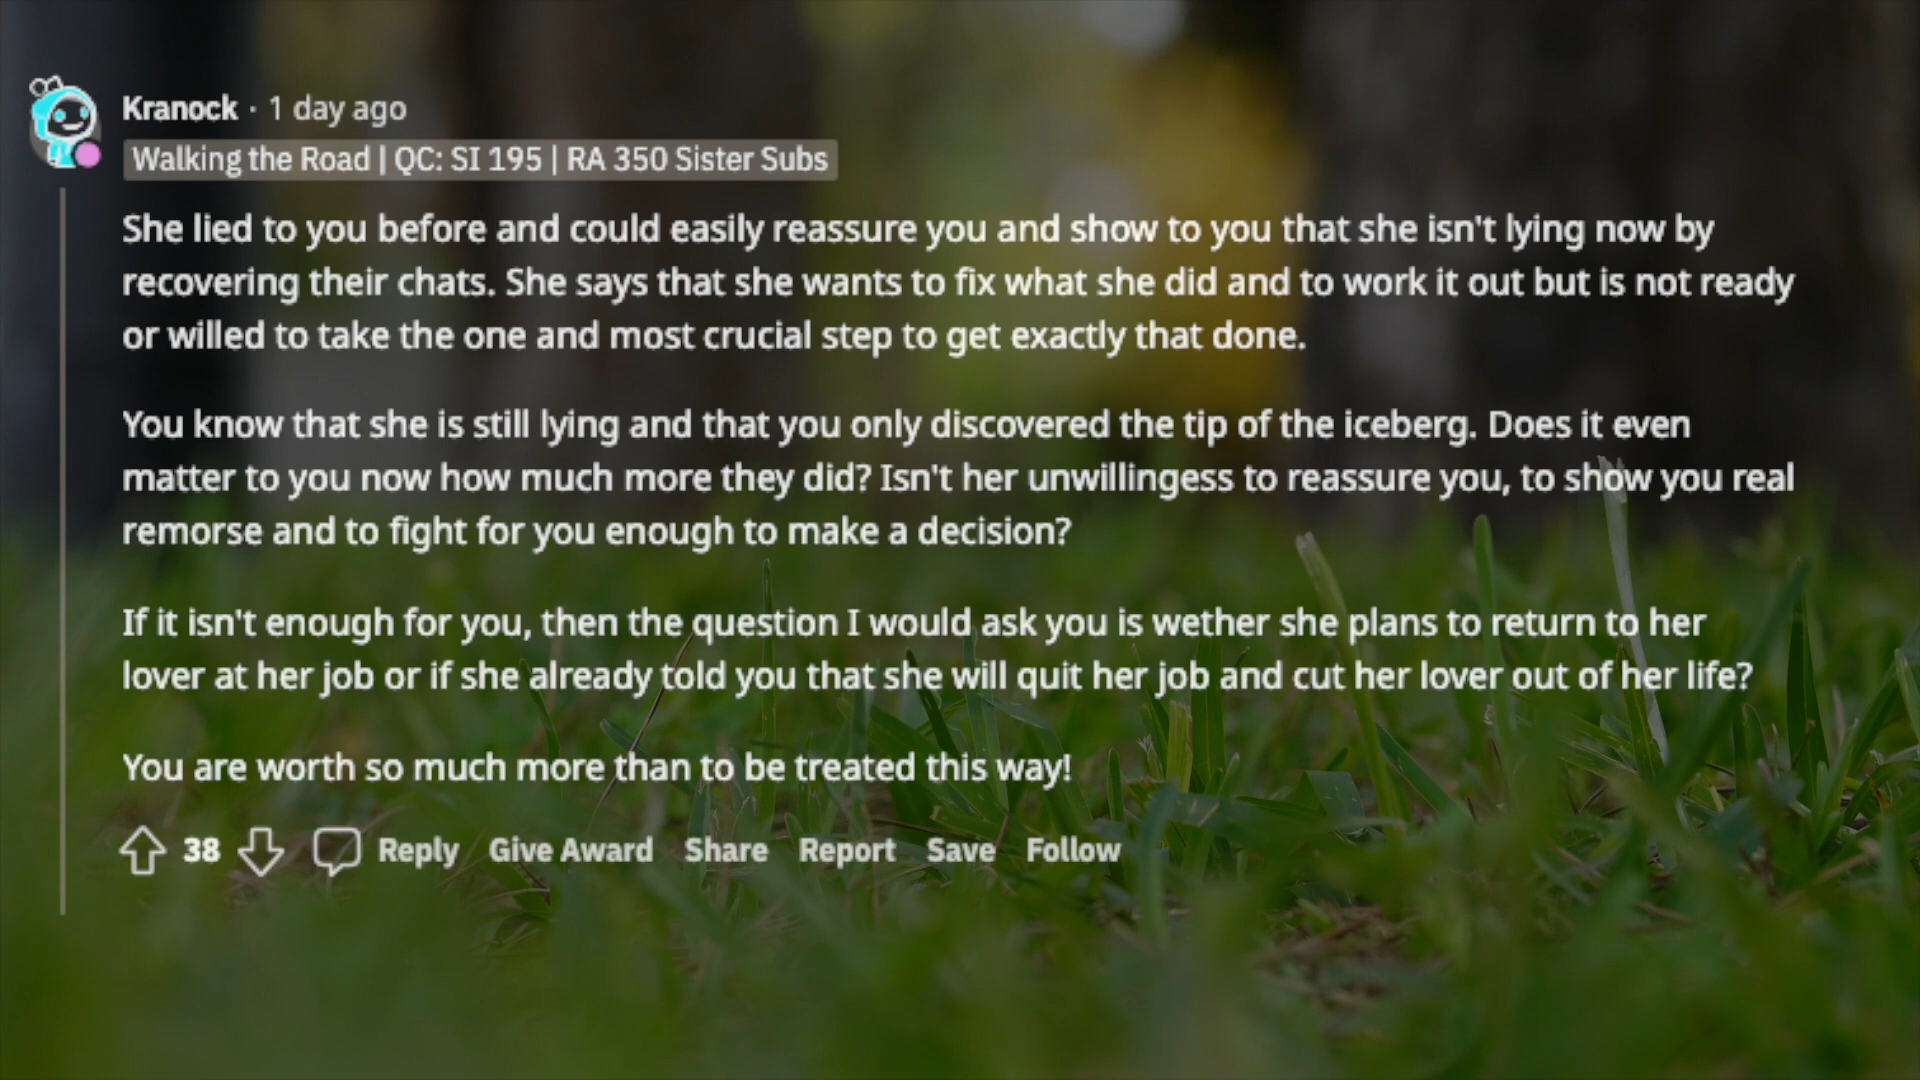 Kranock · 1 day ago
Walking the Road | QC: SI 195 | RA 350 Sister Subs
She lied to you before and could easily reassure you and show to you that she isn't lying now by
recovering their chats. She says that she wants to fix what she did and to work it out but is not ready
or willed to take the one and most crucial step to get exactly that done.
You know that she is still lying and that you only discovered the tip of the iceberg. Does it even
matter to you now how much more they did? Isn't her unwillingess to reassure you, to show you real
remorse and to fight for you enough to make a decision?
If it isn't enough for you, then the question I would ask you is wether she plans to return to her
lover at her job or if she already told you that she will quit her job and cut her lover out of her life?
You are worth so much more than to be treated this way!
38 Reply Give Award Share Report Save Follow